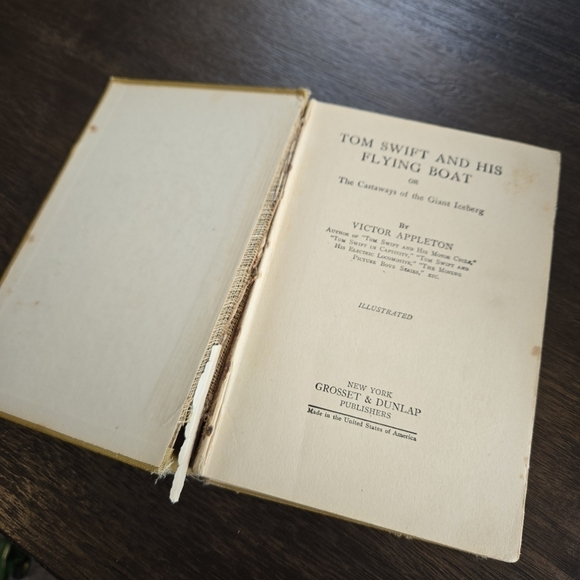 TOM SWIFT AND HIS
FLYING BOAT
OR
The Castaways of the Giant Iceberg
By
VICTOR APPLETON
Author of "Tom Swift and His Motor Cycle,"
"Tom Swift in Captivity," "Tom Swift and
His Electric Locomotive," "The Moving
Picture Boys Series," etc.
ILLUSTRATED
NEW YORK
GROSSET & DUNLAP
PUBLISHERS
Made in the United States of America